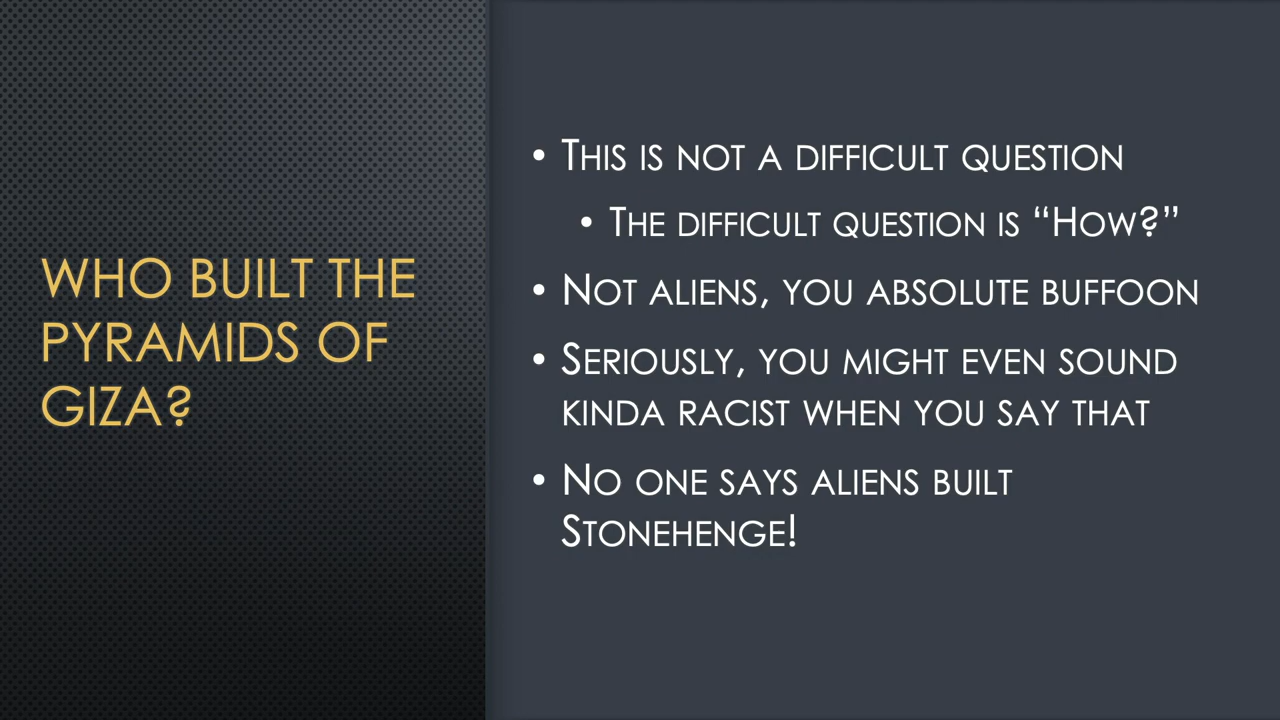 WHO BUILT THE
PYRAMIDS OF
GIZA?
• THIS IS NOT A DIFFICULT QUESTION
• THE DIFFICULT QUESTION IS “HOW?”
• NOT ALIENS, YOU ABSOLUTE BUFFOON
• SERIOUSLY, YOU MIGHT EVEN SOUND
KINDA RACIST WHEN YOU SAY THAT
• NO ONE SAYS ALIENS BUILT
STONEHENGE!